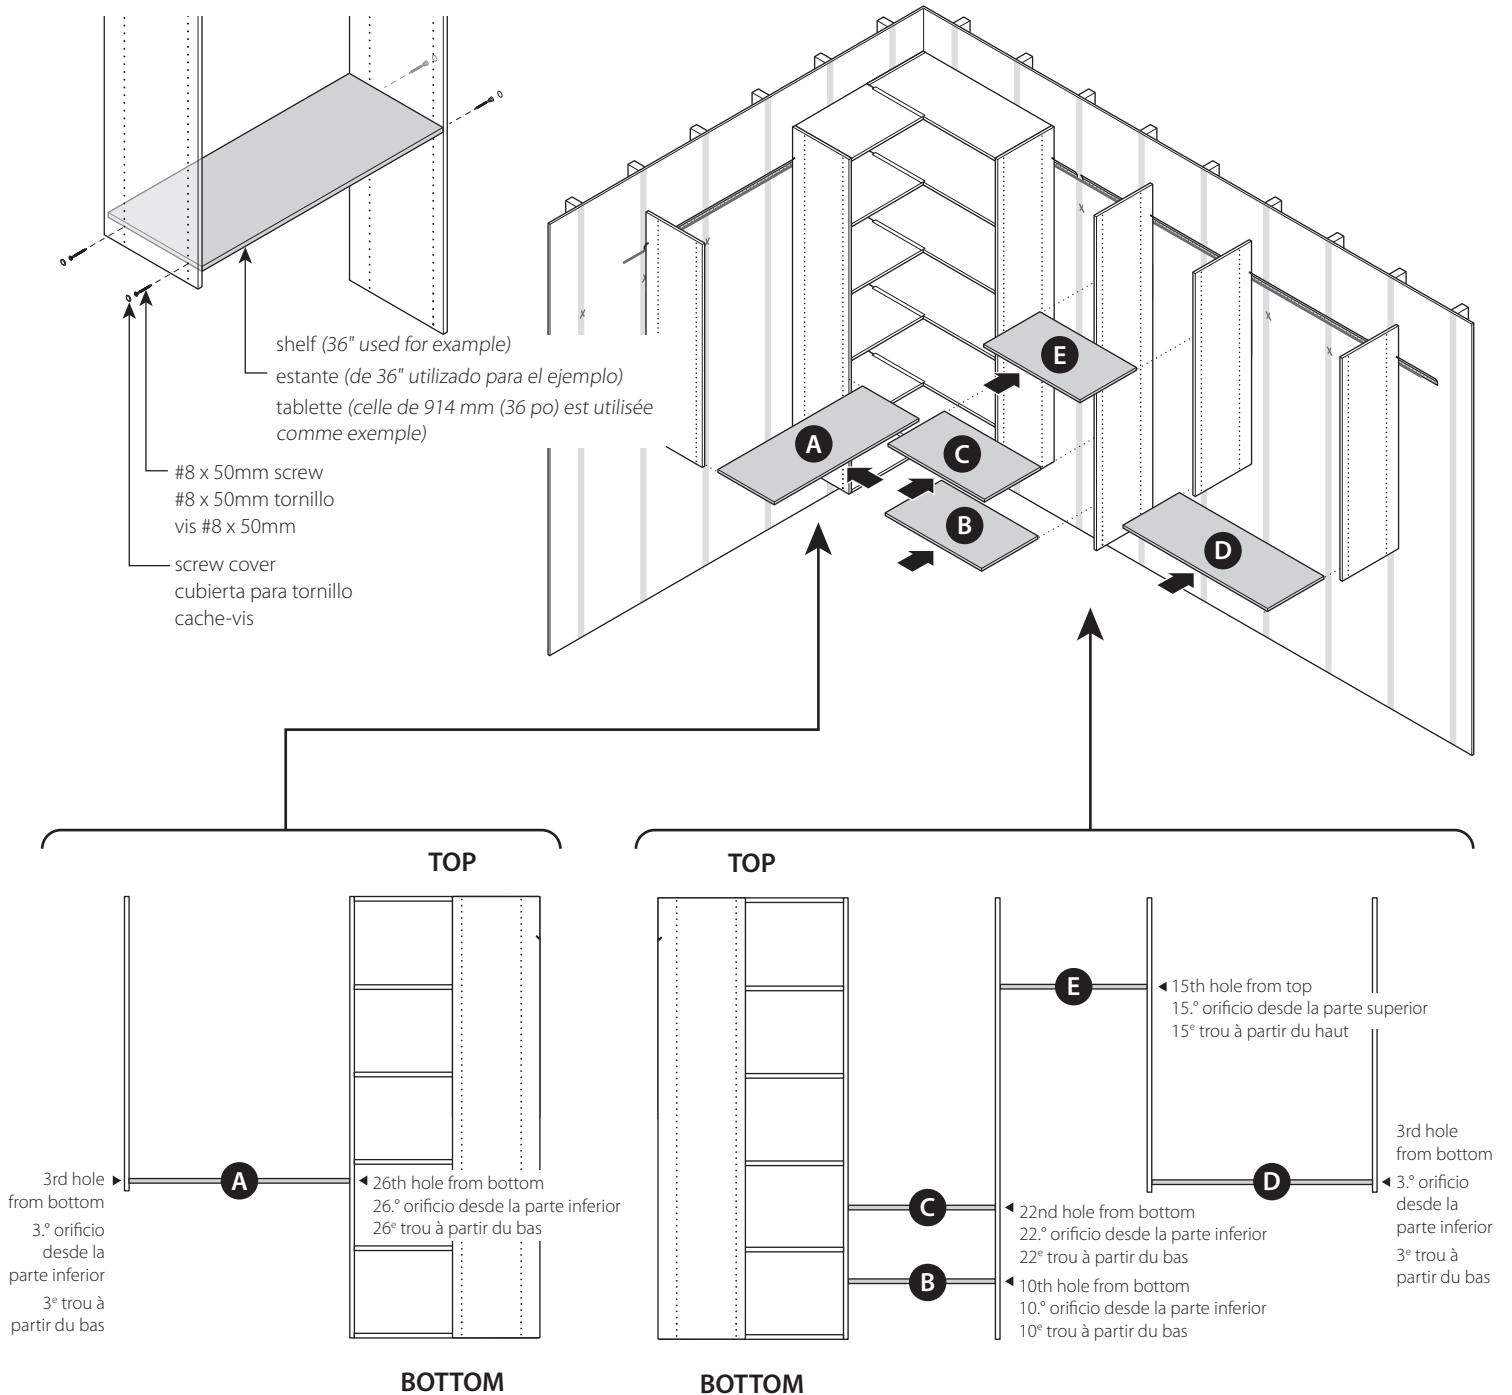 shelf (36" used for example)
estante (de 36" utilizado para el ejemplo)
tablette (celle de 914 mm (36 po) est utilisée
comme exemple)
#8 x 50mm screw
#8 x 50mm tornillo
vis #8 x 50mm
screw cover
cubierta para tornillo
cache-vis
E
A
C
B
D
TOP
3rd hole
from bottom
3.° orificio
desde la
parte inferior
3e trou à
partir du bas
A
26th hole from bottom
26.° orificio desde la parte inferior
26e trou à partir du bas
BOTTOM
TOP
E
15th hole from top
15.° orificio desde la parte superior
15e trou à partir du haut
D
3rd hole
from bottom
3.° orificio
desde la
parte inferior
3e trou à
partir du bas
C
22nd hole from bottom
22.° orificio desde la parte inferior
22e trou à partir du bas
B
10th hole from bottom
10.° orificio desde la parte inferior
10e trou à partir du bas
BOTTOM